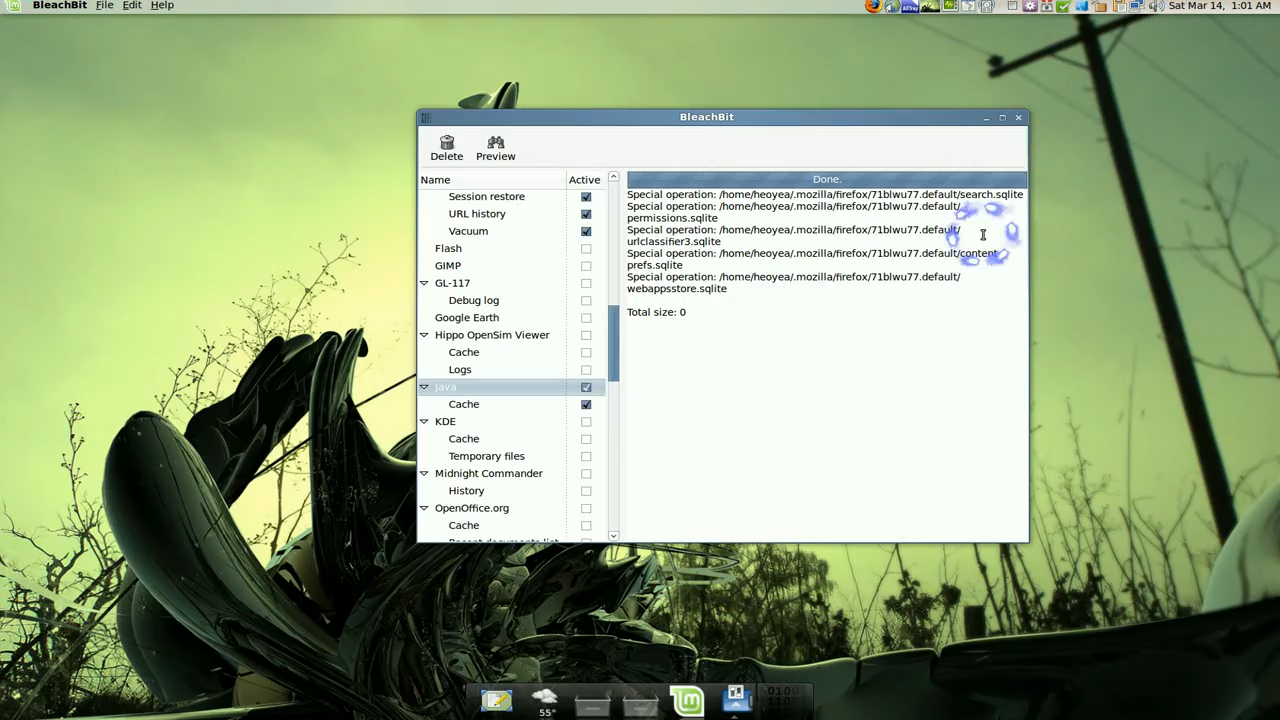 BleachBit File Edit Help
Sat Mar 14, 1:01 AM
BleachBit
Delete Preview
Name Active
Session restore
URL history
Vacuum
Flash
GIMP
GL-117
Debug log
Google Earth
Hippo OpenSim Viewer
Cache
Logs
Java
Cache
KDE
Cache
Temporary files
Midnight Commander
History
OpenOffice.org
Cache
Done.
Special operation: /home/heoyea/.mozilla/firefox/71blwu77.default/search.sqlite
Special operation: /home/heoyea/.mozilla/firefox/71blwu77.default/
permissions.sqlite
Special operation: /home/heoyea/.mozilla/firefox/71blwu77.default/
urlclassifier3.sqlite
Special operation: /home/heoyea/.mozilla/firefox/71blwu77.default/content-
prefs.sqlite
Special operation: /home/heoyea/.mozilla/firefox/71blwu77.default/
webappsstore.sqlite
Total size: 0
55°